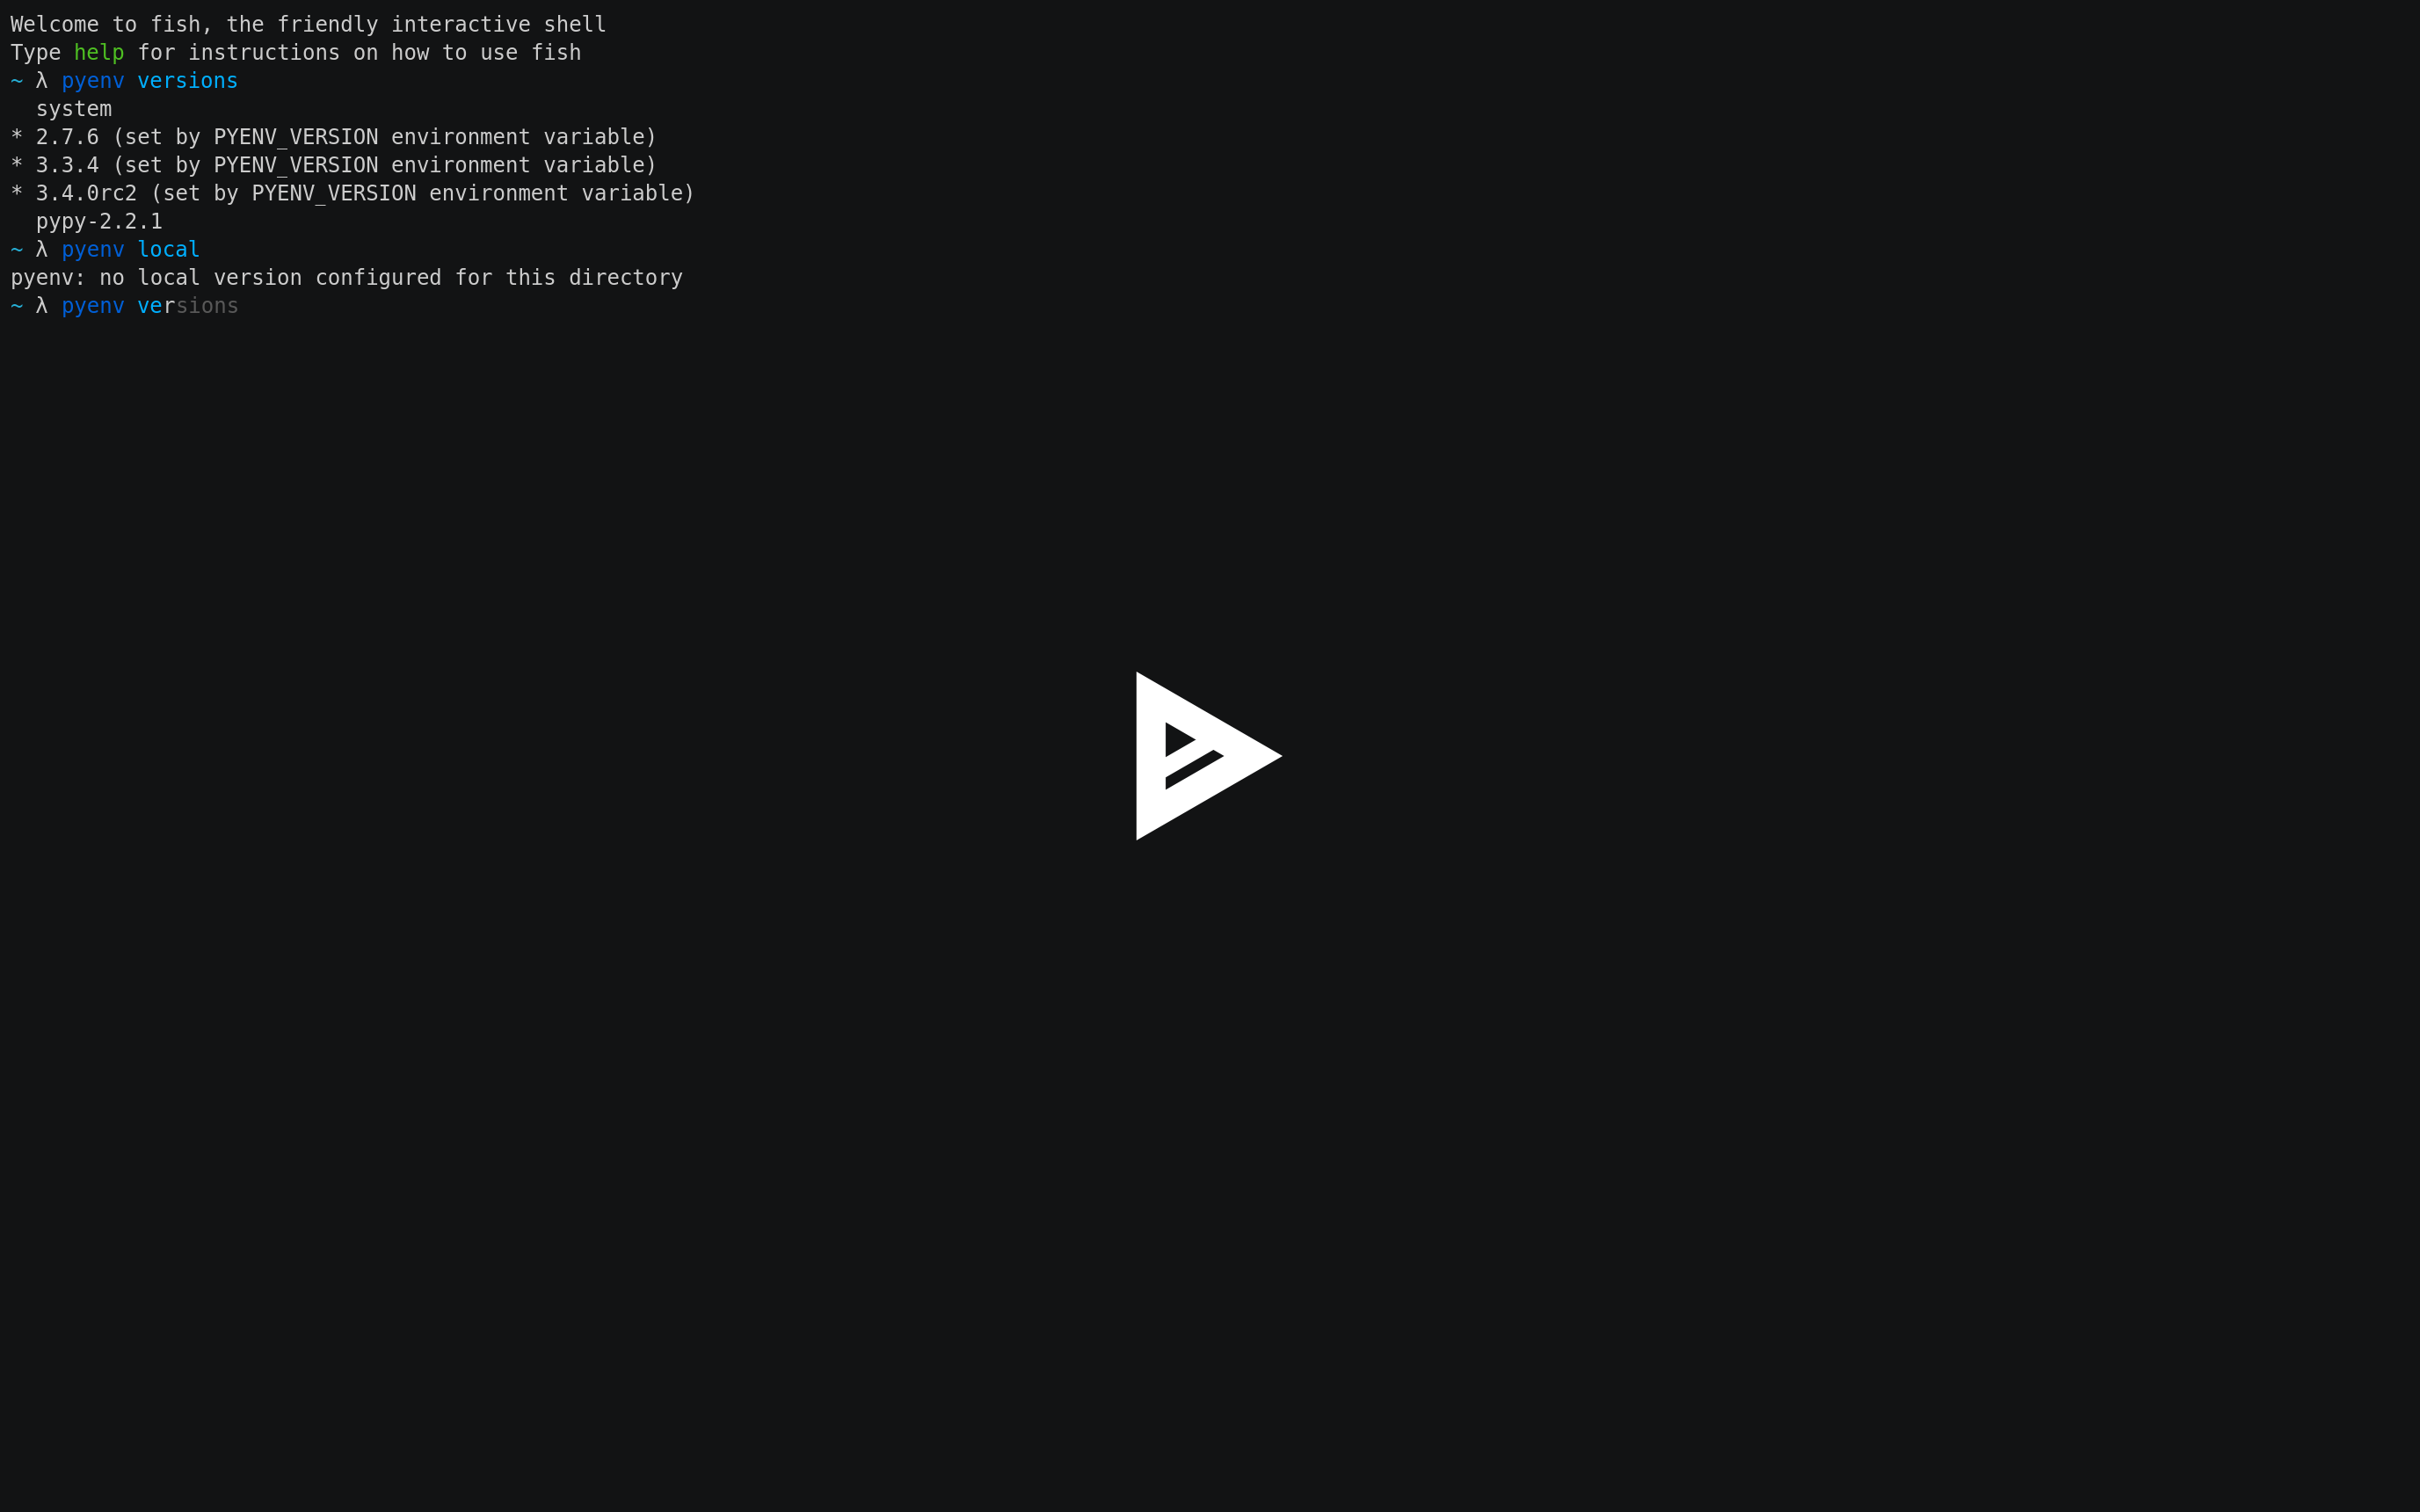 Welcome to fish, the friendly interactive shell
Type help for instructions on how to use fish
~ λ pyenv versions
  system
* 2.7.6 (set by PYENV_VERSION environment variable)
* 3.3.4 (set by PYENV_VERSION environment variable)
* 3.4.0rc2 (set by PYENV_VERSION environment variable)
  pypy-2.2.1
~ λ pyenv local
pyenv: no local version configured for this directory
~ λ pyenv versions